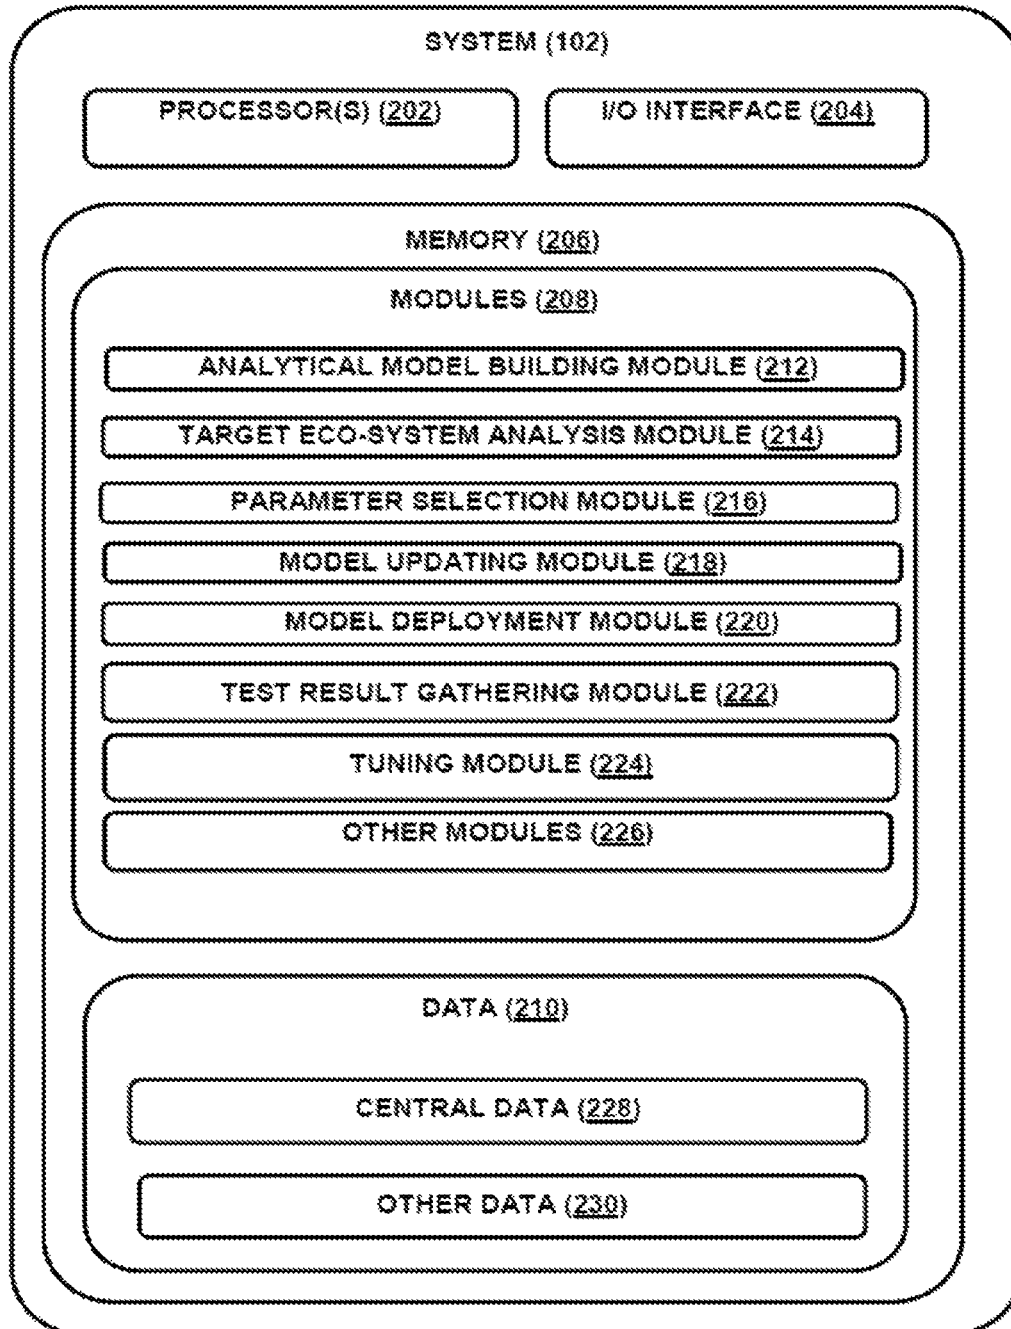 SYSTEM (102)
PROCESSOR(S) (202)
I/O INTERFACE (204)
MEMORY (206)
MODULES (208)
ANALYTICAL MODEL BUILDING MODULE (212)
TARGET ECO-SYSTEM ANALYSIS MODULE (214)
PARAMETER SELECTION MODULE (216)
MODEL UPDATING MODULE (218)
MODEL DEPLOYMENT MODULE (220)
TEST RESULT GATHERING MODULE (222)
TUNING MODULE (224)
OTHER MODULES (226)
DATA (210)
CENTRAL DATA (228)
OTHER DATA (230)